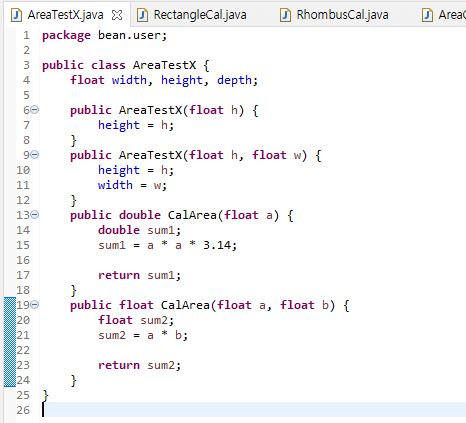 AreaTestX.java RectangleCal.java RhombusCal.java Area
1 package bean.user;
2
3 public class AreaTestX {
4 float width, height, depth;
5
6 public AreaTestX(float h) {
7 height = h;
8 }
9 public AreaTestX(float h, float w) {
10 height = h;
11 width = w;
12 }
13 public double CalArea(float a) {
14 double sum1;
15 sum1 = a * a * 3.14;
16
17 return sum1;
18 }
19 public float CalArea(float a, float b) {
20 float sum2;
21 sum2 = a * b;
22
23 return sum2;
24 }
25 }
26